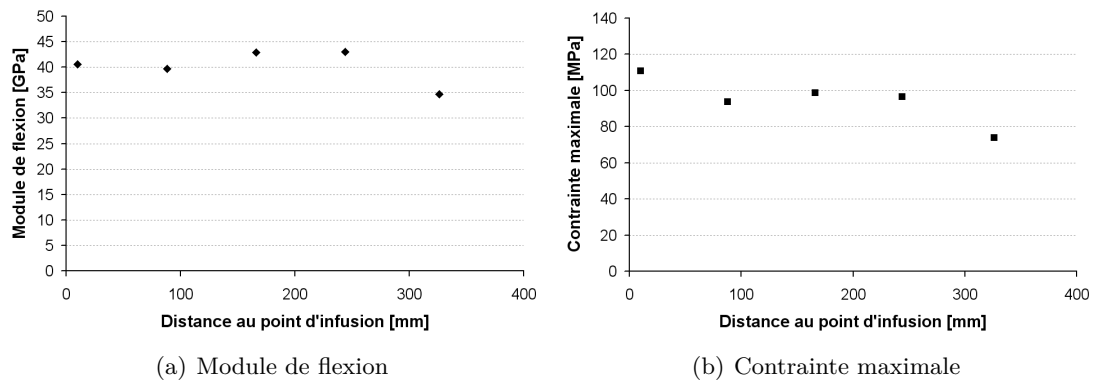 50
45
40
35
30
25
20
15
10
5
0
0 100 200 300 400
Module de flexion [GPa]
Distance au point d'infusion [mm]
(a) Module de flexion
140
120
100
80
60
40
20
0
0 100 200 300 400
Contrainte maximale [MPa]
Distance au point d'infusion [mm]
(b) Contrainte maximale